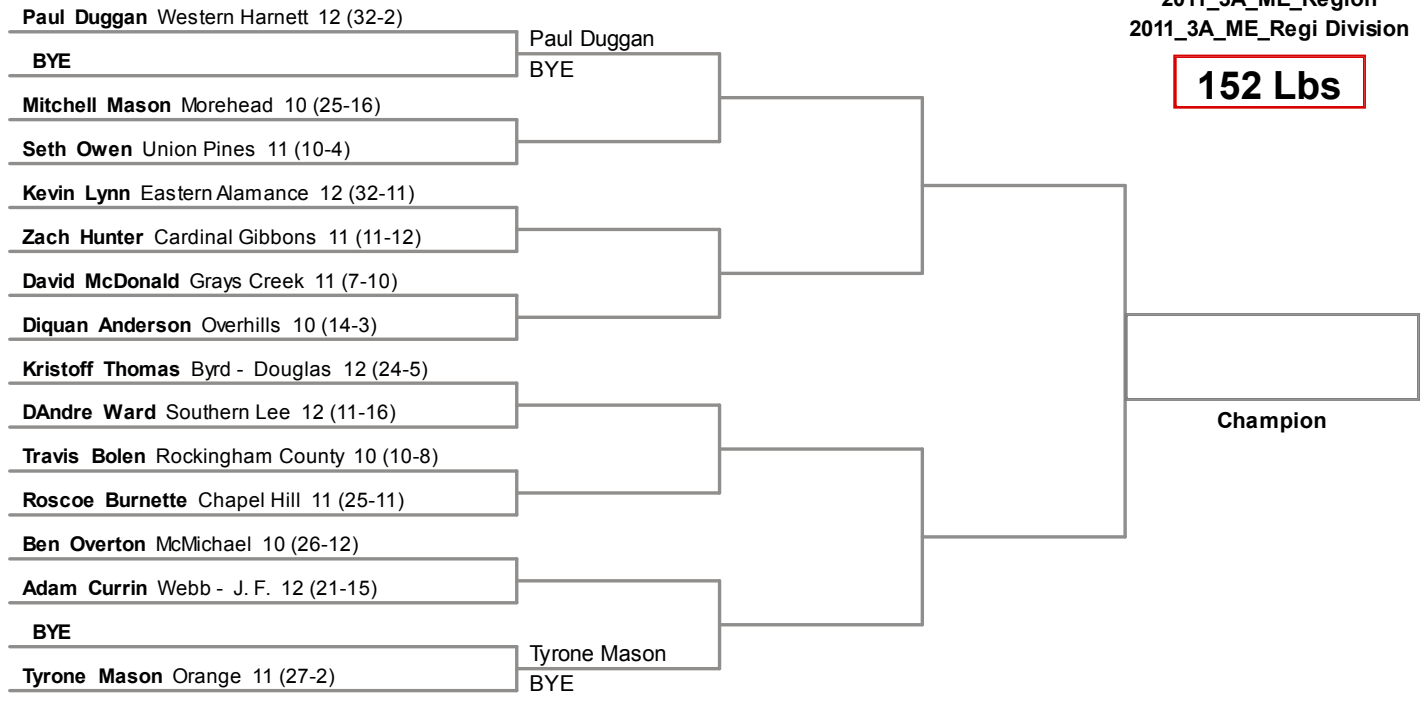 2011_3A_ME_Region
2011_3A_ME_Regi Division
152 Lbs
Paul Duggan Western Harnett 12 (32-2)
BYE
Paul Duggan
BYE
Mitchell Mason Morehead 10 (25-16)
Seth Owen Union Pines 11 (10-4)
Kevin Lynn Eastern Alamance 12 (32-11)
Zach Hunter Cardinal Gibbons 11 (11-12)
David McDonald Grays Creek 11 (7-10)
Diquan Anderson Overhills 10 (14-3)
Kristoff Thomas Byrd - Douglas 12 (24-5)
DAndre Ward Southern Lee 12 (11-16)
Champion
Travis Bolen Rockingham County 10 (10-8)
Roscoe Burnette Chapel Hill 11 (25-11)
Ben Overton McMichael 10 (26-12)
Adam Currin Webb - J. F. 12 (21-15)
BYE
Tyrone Mason Orange 11 (27-2)
Tyrone Mason
BYE